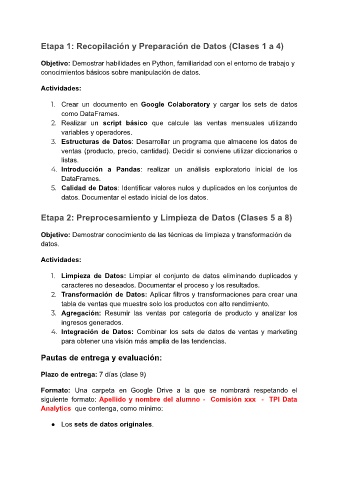 Etapa 1: Recopilación y Preparación de Datos (Clases 1 a 4)
Objetivo: Demostrar habilidades en Python, familiaridad con el entorno de trabajo y
conocimientos básicos sobre manipulación de datos.
Actividades:
1. Crear un documento en Google Colaboratory y cargar los sets de datos
como DataFrames.
2. Realizar un script básico que calcule las ventas mensuales utilizando
variables y operadores.
3. Estructuras de Datos: Desarrollar un programa que almacene los datos de
ventas (producto, precio, cantidad). Decidir si conviene utilizar diccionarios o
listas.
4. Introducción a Pandas: realizar un análisis exploratorio inicial de los
DataFrames.
5. Calidad de Datos: Identificar valores nulos y duplicados en los conjuntos de
datos. Documentar el estado inicial de los datos.
Etapa 2: Preprocesamiento y Limpieza de Datos (Clases 5 a 8)
Objetivo: Demostrar conocimiento de las técnicas de limpieza y transformación de
datos.
Actividades:
1. Limpieza de Datos: Limpiar el conjunto de datos eliminando duplicados y
caracteres no deseados. Documentar el proceso y los resultados.
2. Transformación de Datos: Aplicar filtros y transformaciones para crear una
tabla de ventas que muestre solo los productos con alto rendimiento.
3. Agregación: Resumir las ventas por categoría de producto y analizar los
ingresos generados.
4. Integración de Datos: Combinar los sets de datos de ventas y marketing
para obtener una visión más amplia de las tendencias.
Pautas de entrega y evaluación:
Plazo de entrega: 7 días (clase 9)
Formato: Una carpeta en Google Drive a la que se nombrará respetando el
siguiente formato: Apellido y nombre del alumno - Comisión xxx - TPI Data
Analytics que contenga, como mínimo:
● Los sets de datos originales.